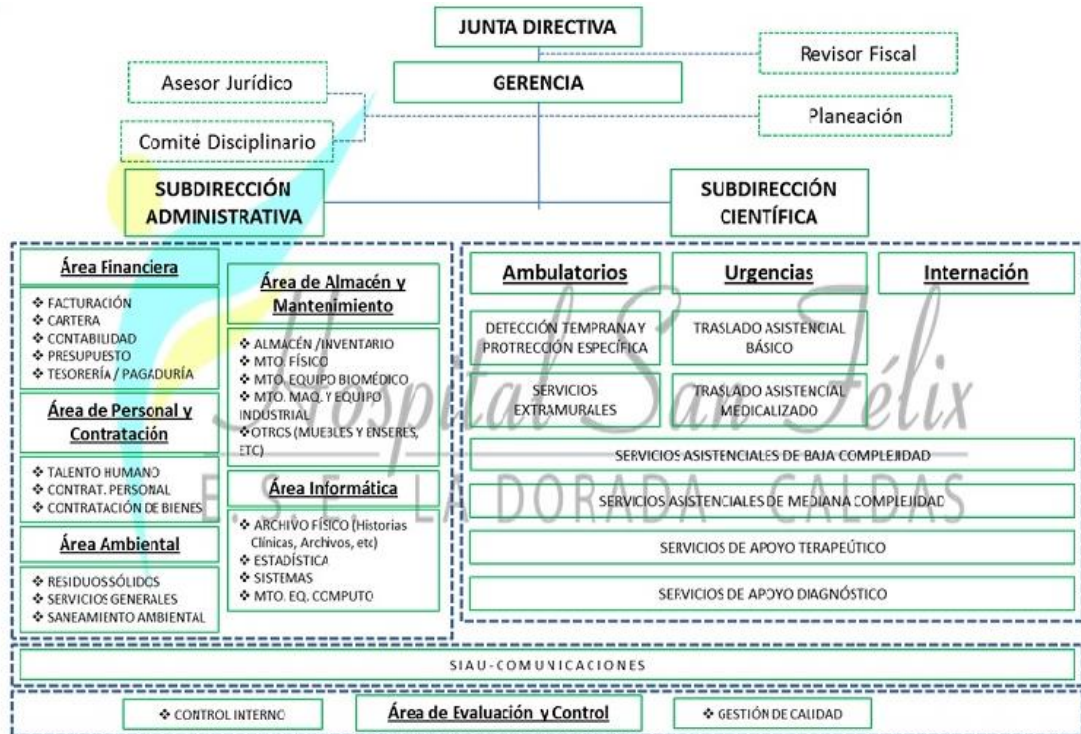 JUNTA DIRECTIVA
Revisor Fiscal
GERENCIA
Asesor Jurídico
Planeación
Comité Disciplinario
SUBDIRECCIÓN
ADMINISTRATIVA
SUBDIRECCIÓN
CIENTÍFICA
Área Financiera
❖ FACTURACIÓN
❖ CARTERA
❖ CONTABILIDAD
❖ PRESUPUESTO
❖ TESORERÍA / PAGADURÍA
Área de Personal y
Contratación
❖ TALENTO HUMANO
❖ CONTRAT. PERSONAL
❖ CONTRATACIÓN DE BIENES
Área Ambiental
❖ RESIDUOS SÓLIDOS
❖ SERVICIOS GENERALES
❖ SANEAMIENTO AMBIENTAL
Área de Almacén y
Mantenimiento
❖ ALMACÉN /INVENTARIO
❖ MTO. FÍSICO
❖ MTO. EQUIPO BIOMÉDICO
❖ MTO. MAQ. Y EQUIPO
INDUSTRIAL
❖ OTROS (MUEBLES Y ENSERES,
ETC)
Área Informática
❖ ARCHIVO FÍSICO (Historias
Clínicas, Archivos, etc)
❖ ESTADÍSTICA
❖ SISTEMAS
❖ MTO. EQ. COMPUTO
Ambulatorios
Urgencias
Internación
DETECCIÓN TEMPRANA Y
PROTRECCIÓN ESPECÍFICA
TRASLADO ASISTENCIAL
BÁSICO
SERVICIOS
EXTRAMURALES
TRASLADO ASISTENCIAL
MEDICALIZADO
SERVICIOS ASISTENCIALES DE BAJA COMPLEJIDAD
SERVICIOS ASISTENCIALES DE MEDIANA COMPLEJIDAD
SERVICIOS DE APOYO TERAPEÚTICO
SERVICIOS DE APOYO DIAGNÓSTICO
Hospital San Félix
E. S. E. LA DORADA - CALDAS
SIAU-COMUNICACIONES
❖ CONTROL INTERNO
Área de Evaluación y Control
❖ GESTIÓN DE CALIDAD